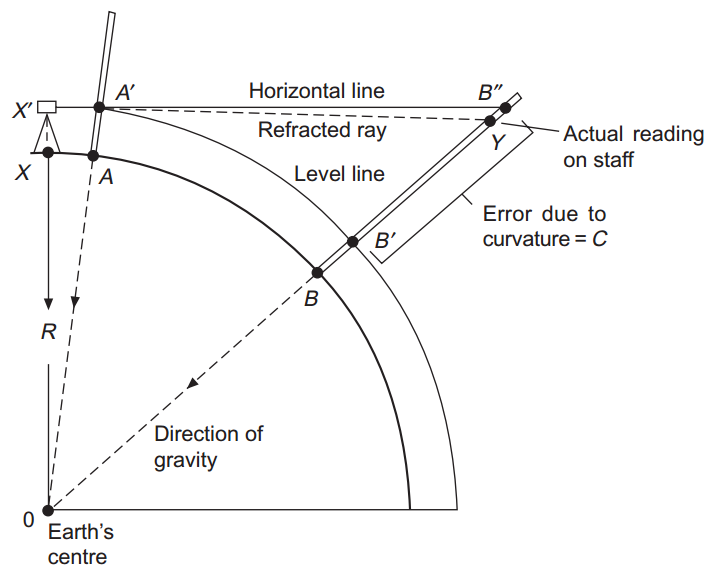 A′
Horizontal line
B″
X′
Refracted ray
Y
Actual reading
on staff
X
A
Level line
Error due to
curvature = C
B′
B
R
Direction of
gravity
0
Earth's
centre